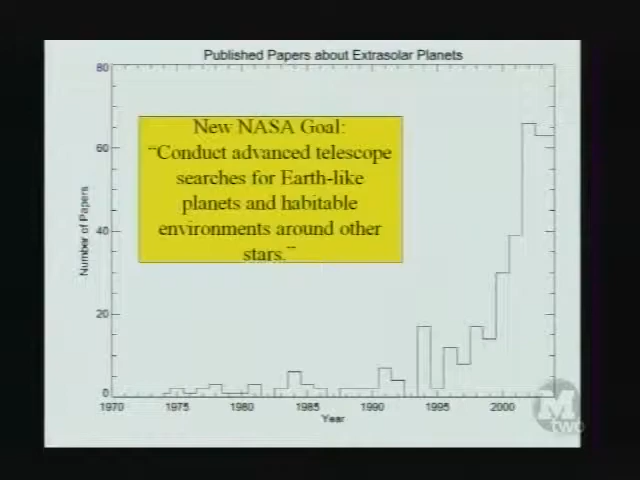 Published Papers about Extrasolar Planets
80
60
40
20
0
Number of Papers
New NASA Goal:
"Conduct advanced telescope
searches for Earth-like
planets and habitable
environments around other
stars."
1970 1975 1980 1985 1990 1995 2000
Year
M
two